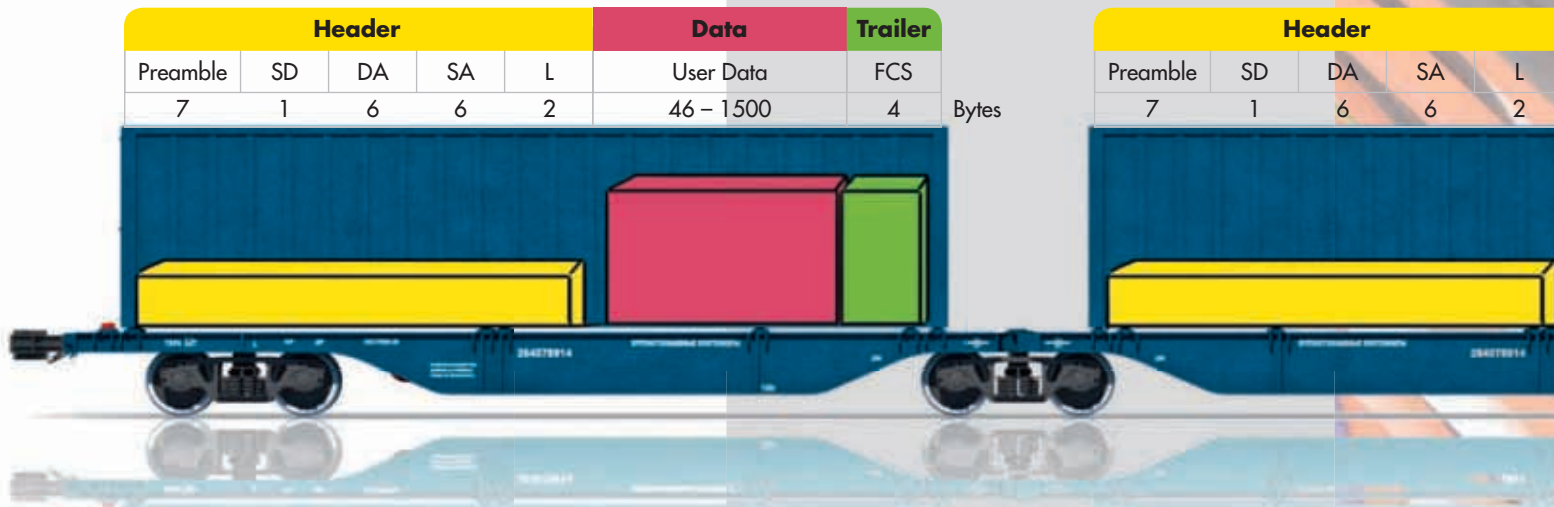 Header Data Trailer Header
Preamble SD DA SA L User Data FCS Preamble SD DA SA L
7 1 6 6 2 46 – 1500 4 Bytes 7 1 6 6 2